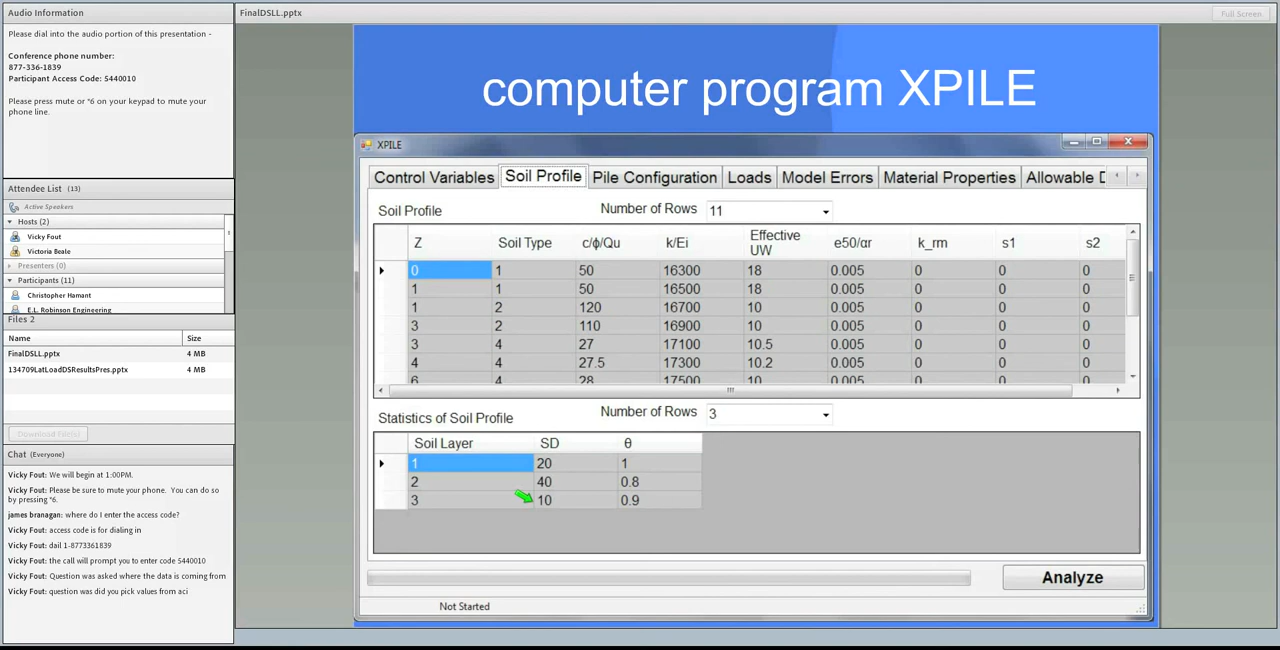 Audio Information
Please dial into the audio portion of this presentation -
Conference phone number:
877-336-1839
Participant Access Code: 5440010
Please press mute or *6 on your keypad to mute your
phone line.
Attendee List (13)
Active Speakers
Hosts (2)
Vicky Fout
Victoria Beale
Presenters (0)
Participants (11)
Christopher Hamant
E.L. Robinson Engineering
Files 2
Name Size
FinalDSLL.pptx 4 MB
134709LatLoadDSResultsPres.pptx 4 MB
Download File(s)
Chat (Everyone)
Vicky Fout: We will begin at 1:00PM.
Vicky Fout: Please be sure to mute your phone. You can do so
by pressing *6.
james branagan: where do I enter the access code?
Vicky Fout: access code is for dialing in
Vicky Fout: dail 1-8773361839
Vicky Fout: the call will prompt you to enter code 5440010
Vicky Fout: Question was asked where the data is coming from
Vicky Fout: question was did you pick values from aci
FinalDSLL.pptx
Full Screen
computer program XPILE
XPILE
Control Variables Soil Profile Pile Configuration Loads Model Errors Material Properties Allowable D
Soil Profile Number of Rows 11
Z Soil Type c/ϕ/Qu k/Ei Effective UW e50/αr k_rm s1 s2
0 1 50 16300 18 0.005 0 0 0
1 1 50 16500 18 0.005 0 0 0
1 2 120 16700 10 0.005 0 0 0
3 2 110 16900 10 0.005 0 0 0
3 4 27 17100 10.5 0.005 0 0 0
4 4 27.5 17300 10.2 0.005 0 0 0
6 4 28 17500 10 0.005 0 0 0
Statistics of Soil Profile Number of Rows 3
Soil Layer SD θ
1 20 1
2 40 0.8
3 10 0.9
Analyze
Not Started